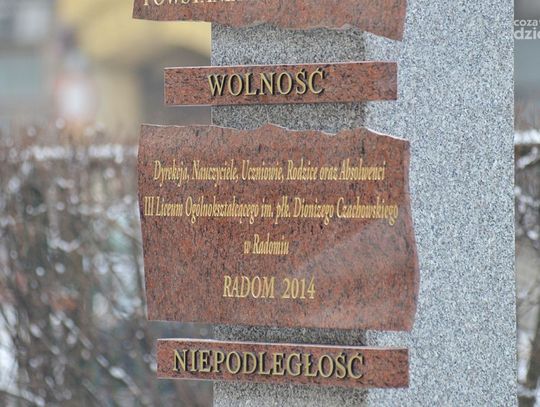 WOLNOŚĆ
Dyrekcja, Nauczyciele, Uczniowie, Rodzice oraz Absolwenci
III Liceum Ogólnokształcącego im. płk. Dionizego Czachowskiego
w Radomiu
RADOM 2014
NIEPODLEGŁOŚĆ